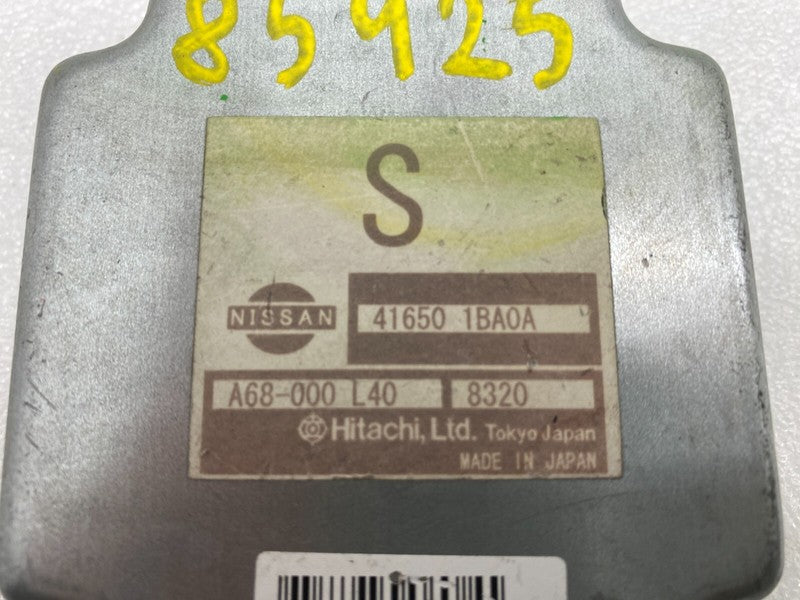 85925
S
NISSAN
41650 1BA0A
A68-000 L40 8320
Hitachi, Ltd. Tokyo Japan
MADE IN JAPAN